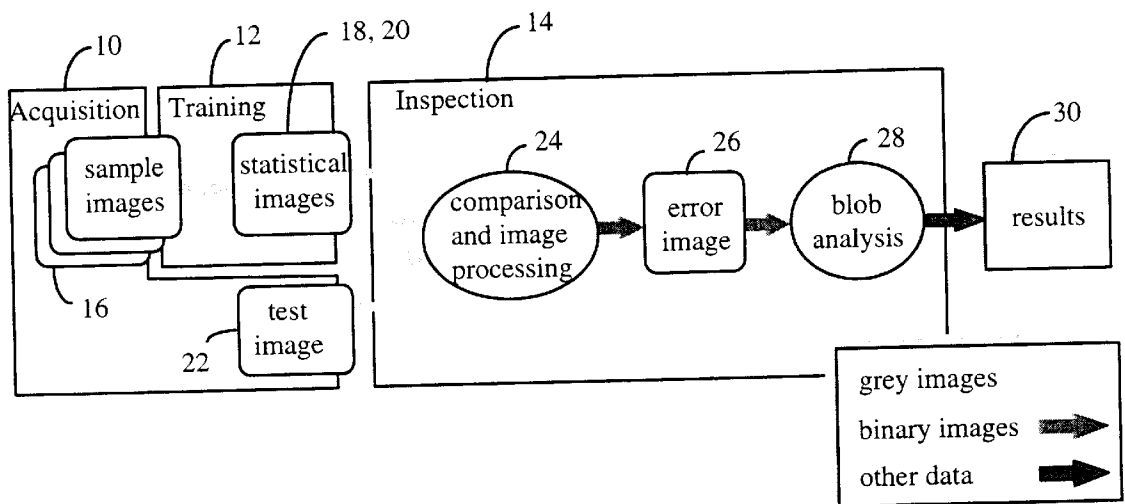 10
12
18, 20
14
Acquisition
Training
Inspection
sample
images
statistical
images
24
comparison
and image
processing
26
error
image
28
blob
analysis
30
results
16
22
test
image
grey images
binary images
other data